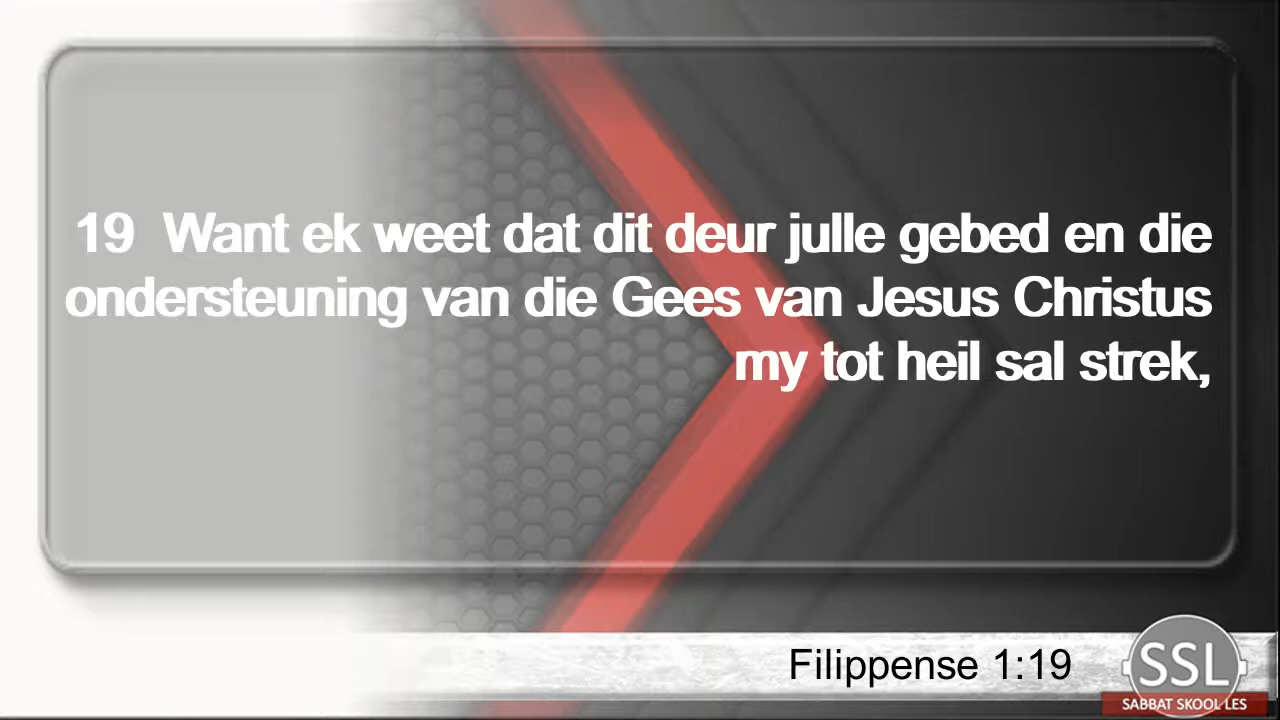 19 Want ek weet dat dit deur julle gebed en die
ondersteuning van die Gees van Jesus Christus
my tot heil sal strek,
Filippense 1:19
SSL
SABBAT SKOOL LES